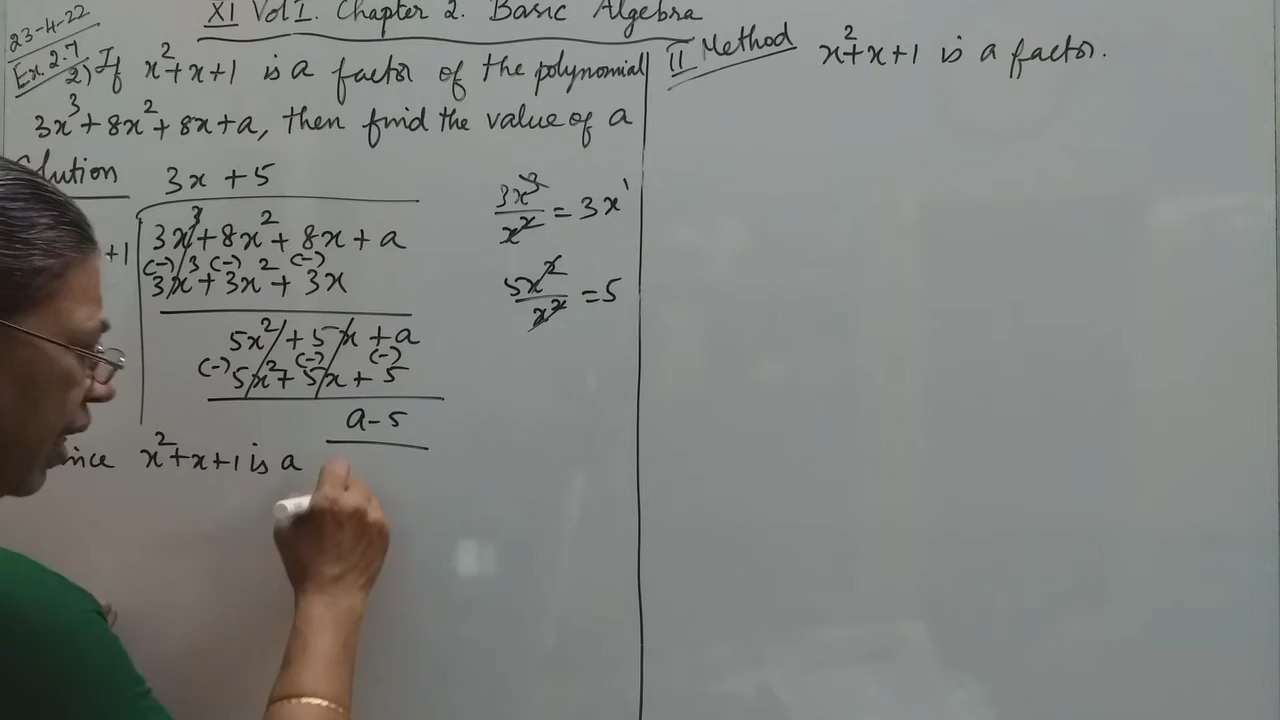 XI Vol I. Chapter 2. Basic Algebra
23-4-22
Ex. 2.7
2) If x²+x+1 is a factor of the polynomial
3x³+8x²+8x+a, then find the value of a
lution
3x+5
+1
3x³+8x²+8x+a
(-) (-) (-)
3x³+3x²+3x
5x²+5x+a
(-) (-) (-)
5x²+5x+5
a-5
nce x²+x+1 is a
3x³/x²=3x¹
5x²/x²=5
II Method x²+x+1 is a factor.